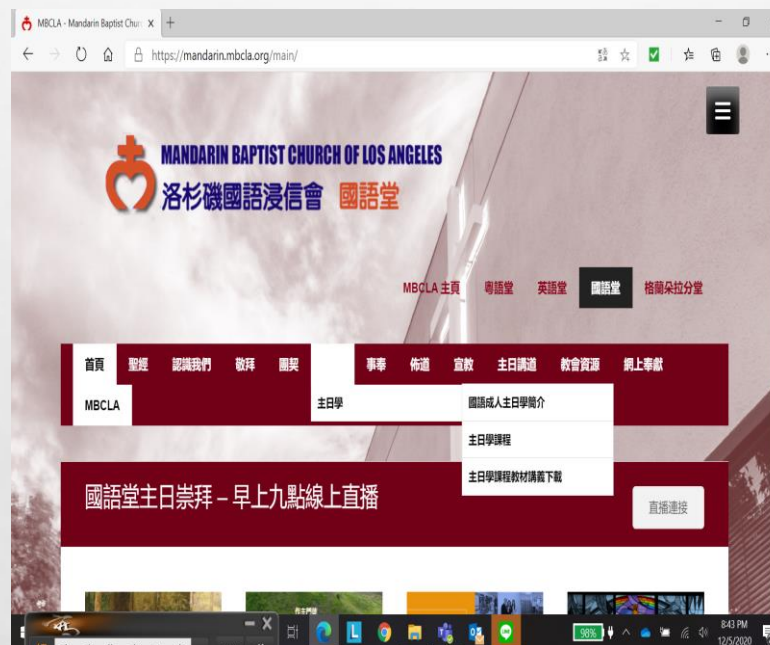 MBCLA - Mandarin Baptist Chur
https://mandarin.mbcla.org/main/
MANDARIN BAPTIST CHURCH OF LOS ANGELES
洛杉磯國語浸信會 國語堂
MBCLA 主頁 粵語堂 英語堂 國語堂 格蘭朵拉分堂
首頁 聖經 認識我們 敬拜 團契 事奉 佈道 宣教 主日講道 教會資源 網上奉獻
MBCLA 主日學 國語成人主日學簡介
主日學課程
主日學課程教材講義下載
國語堂主日崇拜 – 早上九點線上直播
直播連接
98%
8:43 PM
12/5/2020